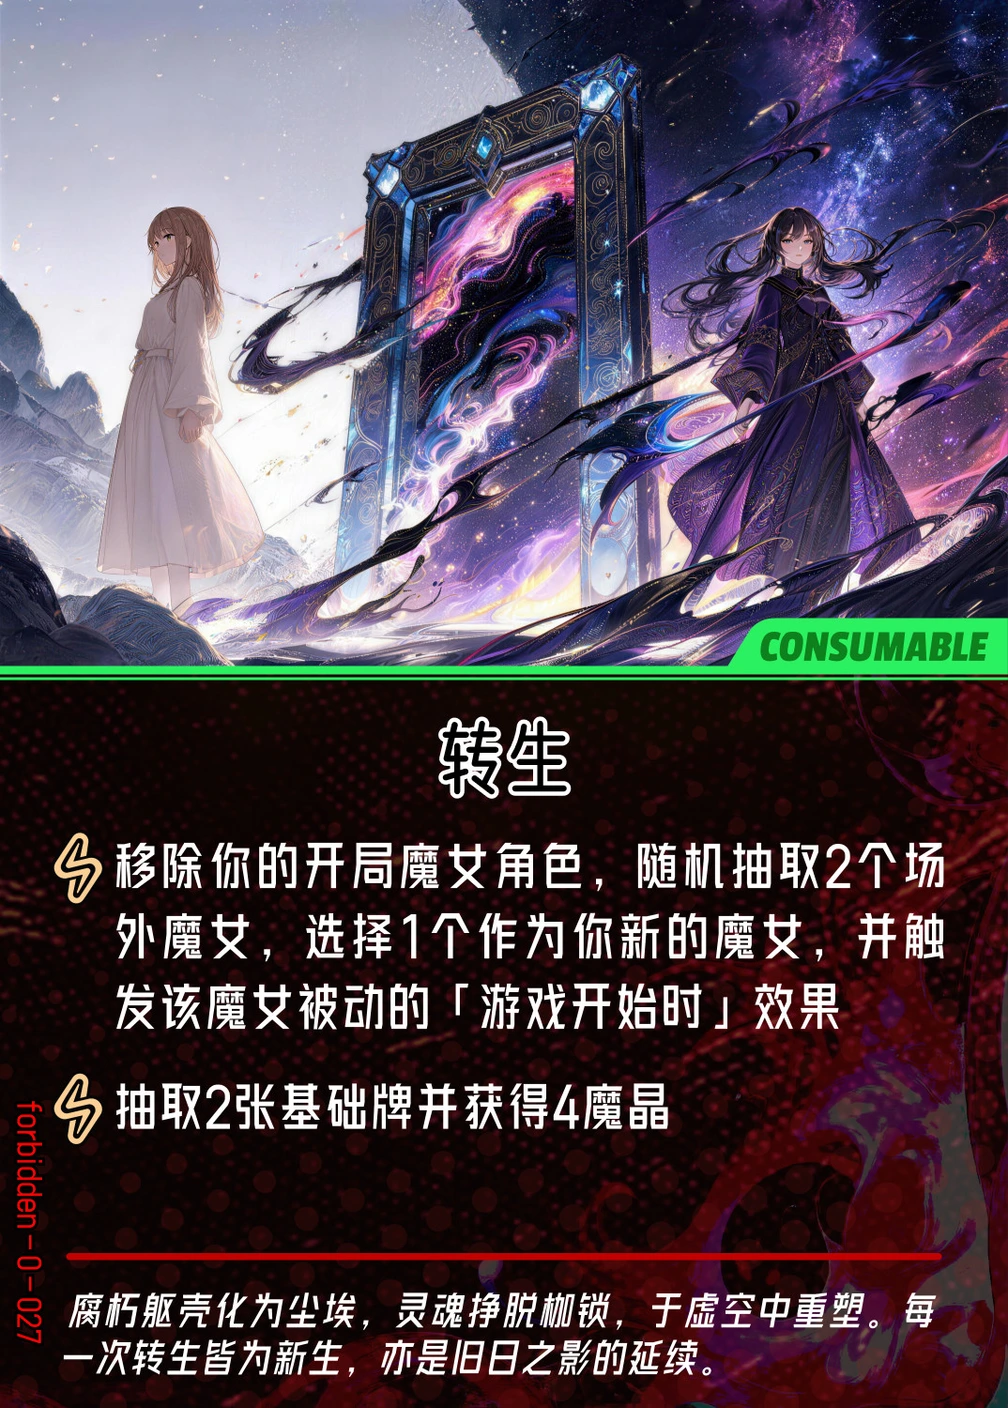 CONSUMABLE
转生
移除你的开局魔女角色，随机抽取2个场
外魔女，选择1个作为你新的魔女，并触
发该魔女被动的「游戏开始时」效果
抽取2张基础牌并获得4魔晶
forbidden-0-027
腐朽躯壳化为尘埃，灵魂挣脱枷锁，于虚空中重塑。每
一次转生皆为新生，亦是旧日之影的延续。